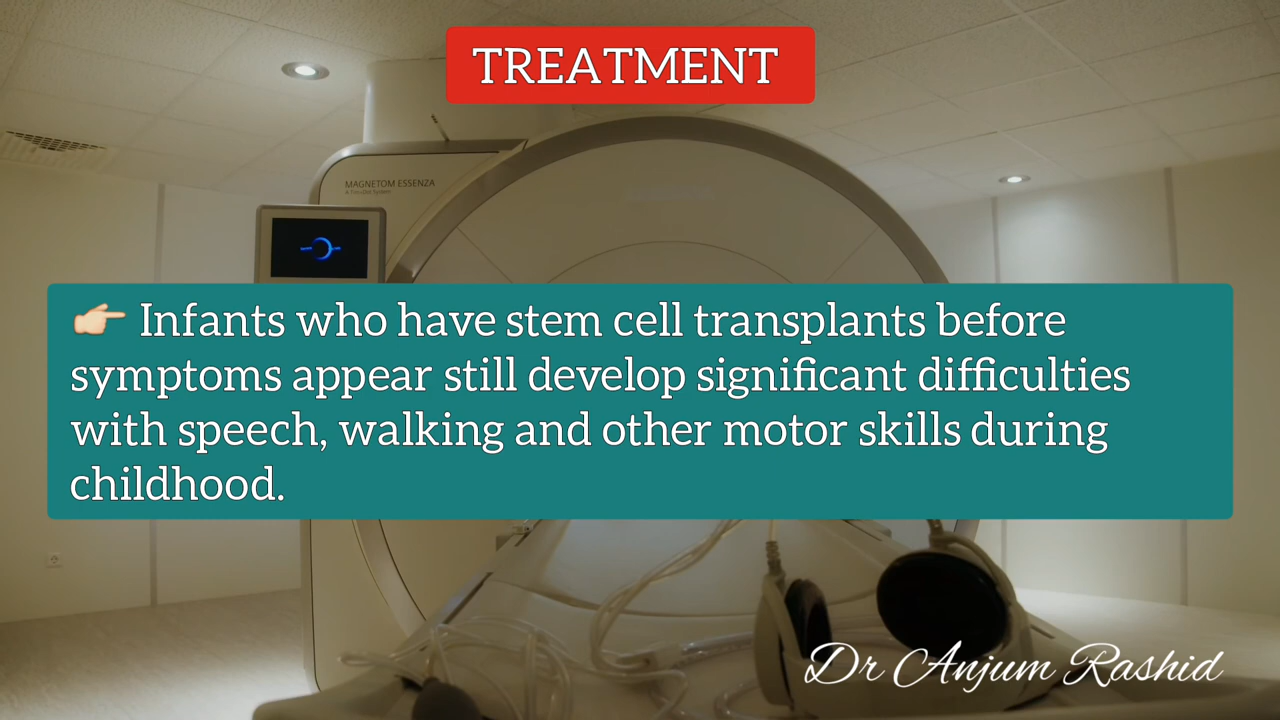 TREATMENT
MAGNETOM ESSENZA
👉 Infants who have stem cell transplants before
symptoms appear still develop significant difficulties
with speech, walking and other motor skills during
childhood.
Dr Anjum Rashid